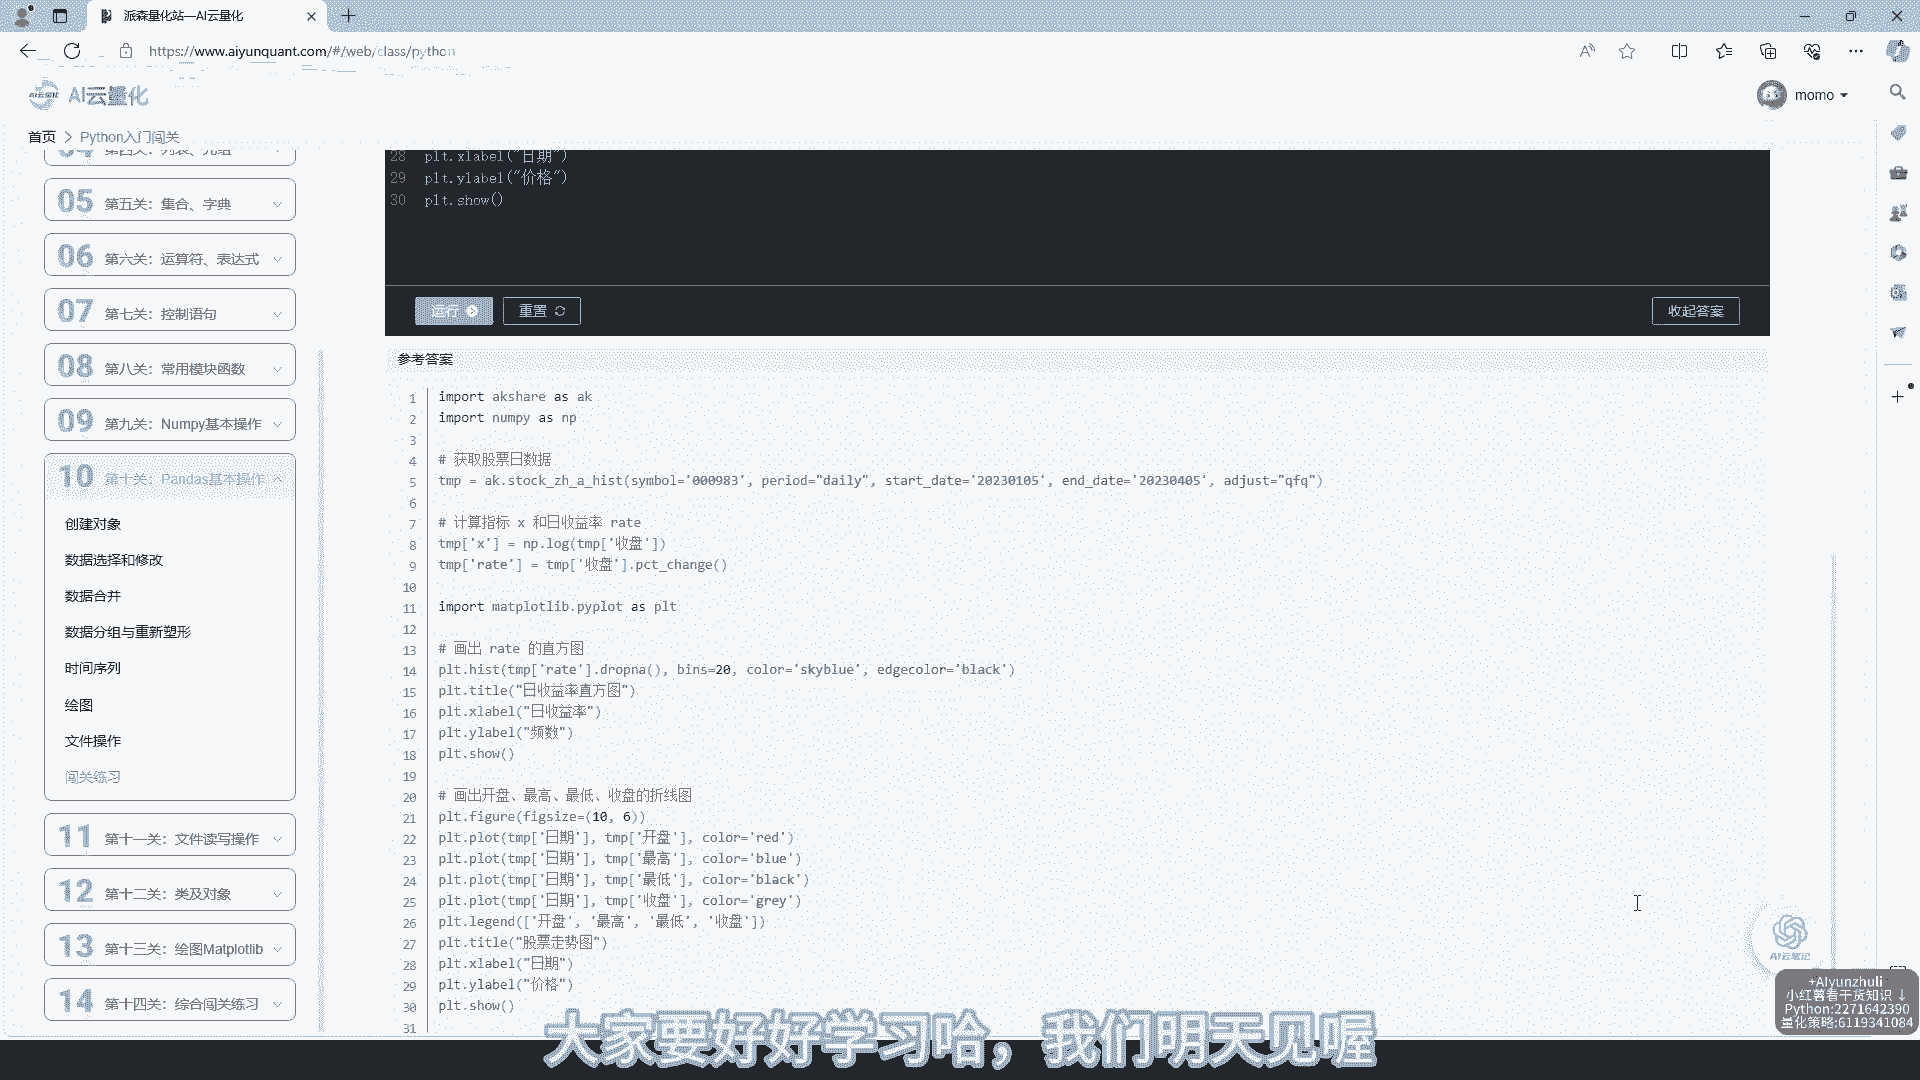 派森量化站—AI云量化
https://www.aiyunquant.com/#/web/class/python
AI云量化
momo
首页 > Python入门闯关
05 第五关：集合、字典
06 第六关：运算符、表达式
07 第七关：控制语句
08 第八关：常用模块函数
09 第九关：Numpy基本操作
10 第十关：Pandas基本操作
创建对象
数据选择和修改
数据合并
数据分组与重新塑形
时间序列
绘图
文件操作
闯关练习
11 第十一关：文件读写操作
12 第十二关：类及对象
13 第十三关：绘图Matplotlib
14 第十四关：综合闯关练习
28 plt.xlabel("日期")
29 plt.ylabel("价格")
30 plt.show()
运行
重置
收起答案
参考答案
1 import akshare as ak
2 import numpy as np
3
4 # 获取股票日数据
5 tmp = ak.stock_zh_a_hist(symbol='000983', period="daily", start_date='20230105', end_date='20230405', adjust="qfq")
6
7 # 计算指标 x 和日收益率 rate
8 tmp['x'] = np.log(tmp['收盘'])
9 tmp['rate'] = tmp['收盘'].pct_change()
10
11 import matplotlib.pyplot as plt
12
13 # 画出 rate 的直方图
14 plt.hist(tmp['rate'].dropna(), bins=20, color='skyblue', edgecolor='black')
15 plt.title("日收益率直方图")
16 plt.xlabel("日收益率")
17 plt.ylabel("频数")
18 plt.show()
19
20 # 画出开盘、最高、最低、收盘的折线图
21 plt.figure(figsize=(10, 6))
22 plt.plot(tmp['日期'], tmp['开盘'], color='red')
23 plt.plot(tmp['日期'], tmp['最高'], color='blue')
24 plt.plot(tmp['日期'], tmp['最低'], color='black')
25 plt.plot(tmp['日期'], tmp['收盘'], color='grey')
26 plt.legend(['开盘', '最高', '最低', '收盘'])
27 plt.title("股票走势图")
28 plt.xlabel("日期")
29 plt.ylabel("价格")
30 plt.show()
31
AI云笔记
+AIyunzhuli
小红薯看干货知识 ↓
Python:2271642390
量化策略:6119341084
大家要好好学习哈，我们明天见喔